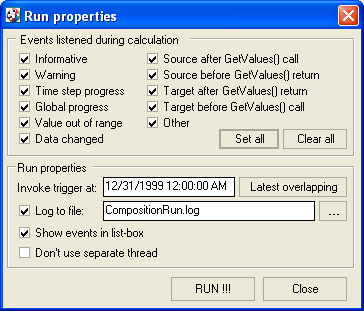 Run properties
Events listened during calculation
Informative
Source after GetValues() call
Warning
Source before GetValues() return
Time step progress
Target after GetValues() return
Global progress
Target before GetValues() call
Value out of range
Other
Data changed
Set all
Clear all
Run properties
Invoke trigger at: 12/31/1999 12:00:00 AM Latest overlapping
Log to file: CompositionRun.log ...
Show events in list-box
Don't use separate thread
RUN !!! Close